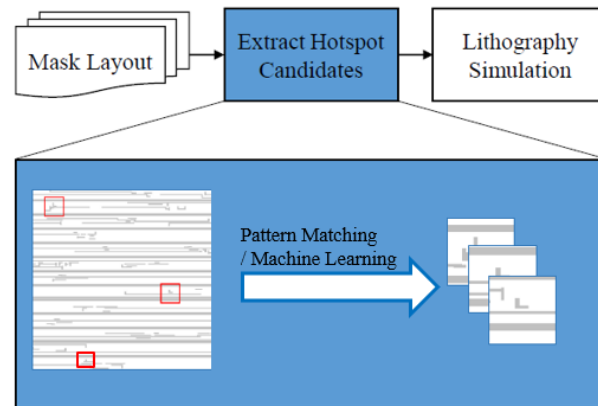 Mask Layout
Extract Hotspot
Candidates
Lithography
Simulation
Pattern Matching
/ Machine Learning